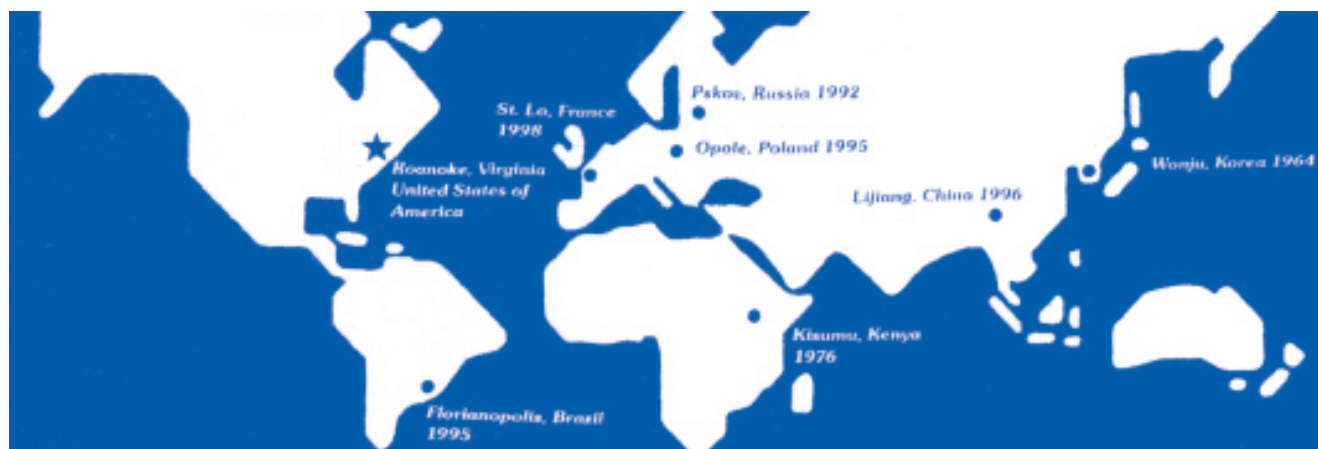 Pskov, Russia 1992
St. Lo, France
1998
Opole, Poland 1995
Roanoke, Virginia
United States of
America
Wonju, Korea 1964
Lijiang, China 1996
Kisumu, Kenya
1976
Florianopolis, Brazil
1995